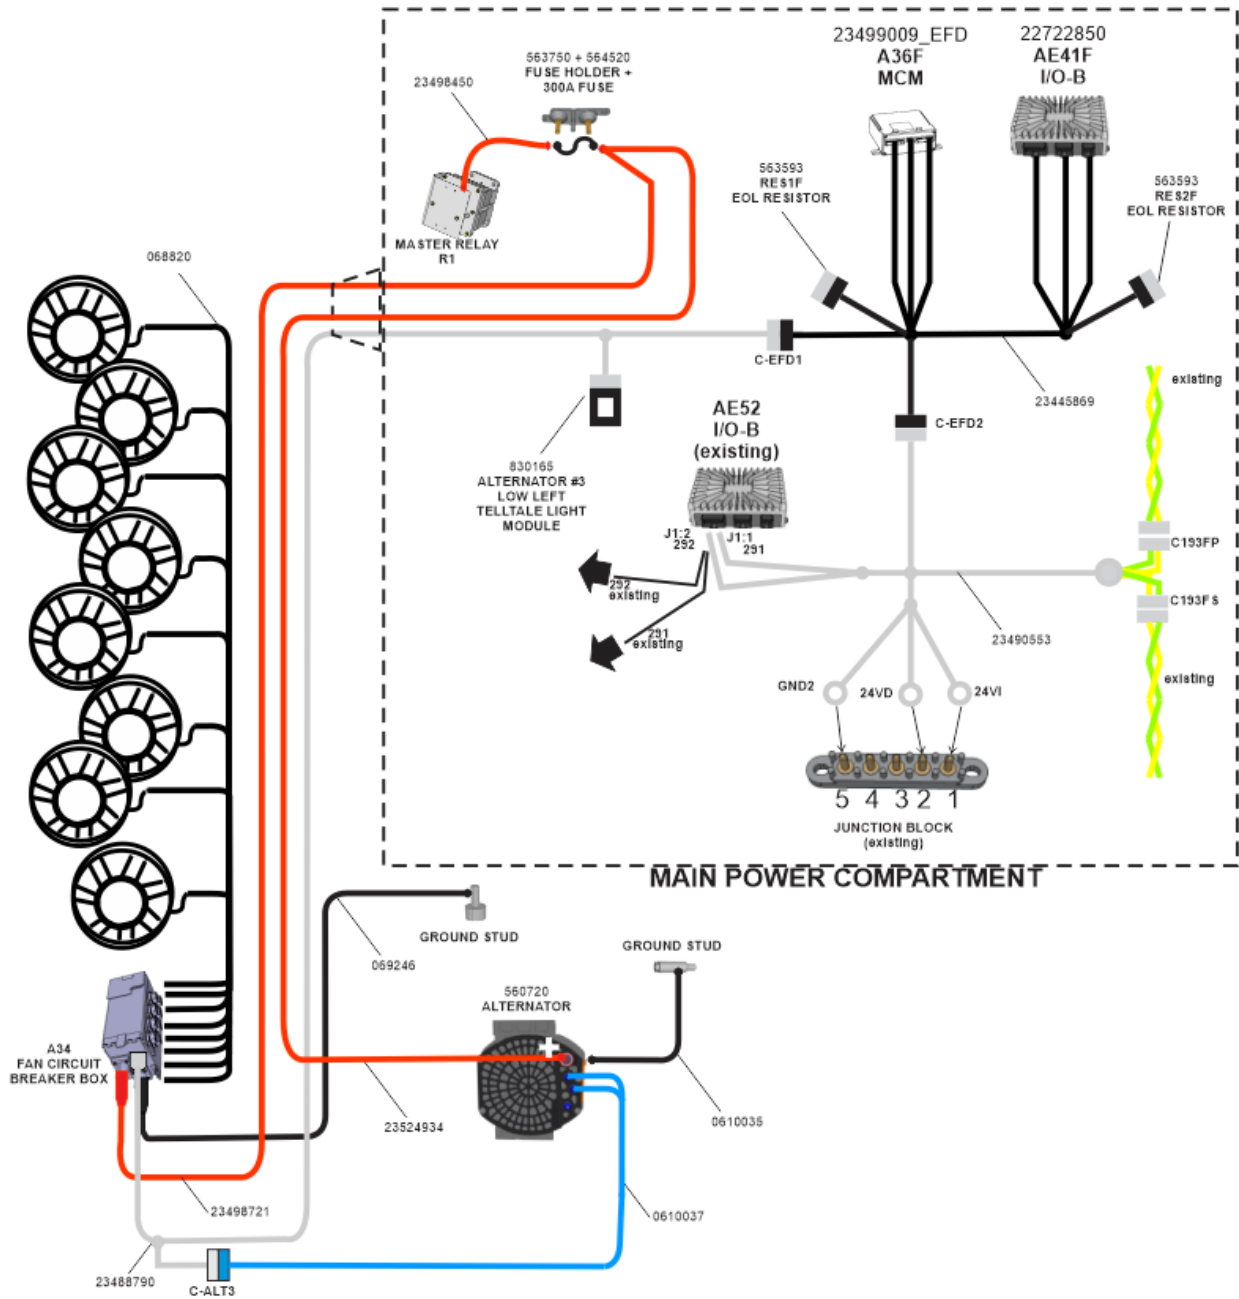 23499009_EFD
A36F
MCM
22722850
AE41F
I/O-B
563750 + 564520
FUSE HOLDER +
300A FUSE
23498450
563593
RES1F
EOL RESISTOR
563593
RES2F
EOL RESISTOR
MASTER RELAY
R1
068820
C-EFD1
23445869
existing
C-EFD2
AE52
I/O-B
(existing)
830165
ALTERNATOR #3
LOW LEFT
TELLTALE LIGHT
MODULE
J1:2
292
J1:1
291
C193FP
292
existing
C193FS
291
existing
23490553
existing
GND2
24VD
24VI
5 4 3 2 1
JUNCTION BLOCK
(existing)
MAIN POWER COMPARTMENT
GROUND STUD
GROUND STUD
069246
560720
ALTERNATOR
A34
FAN CIRCUIT
BREAKER BOX
23524934
0610035
23498721
0610037
23488790
C-ALT3